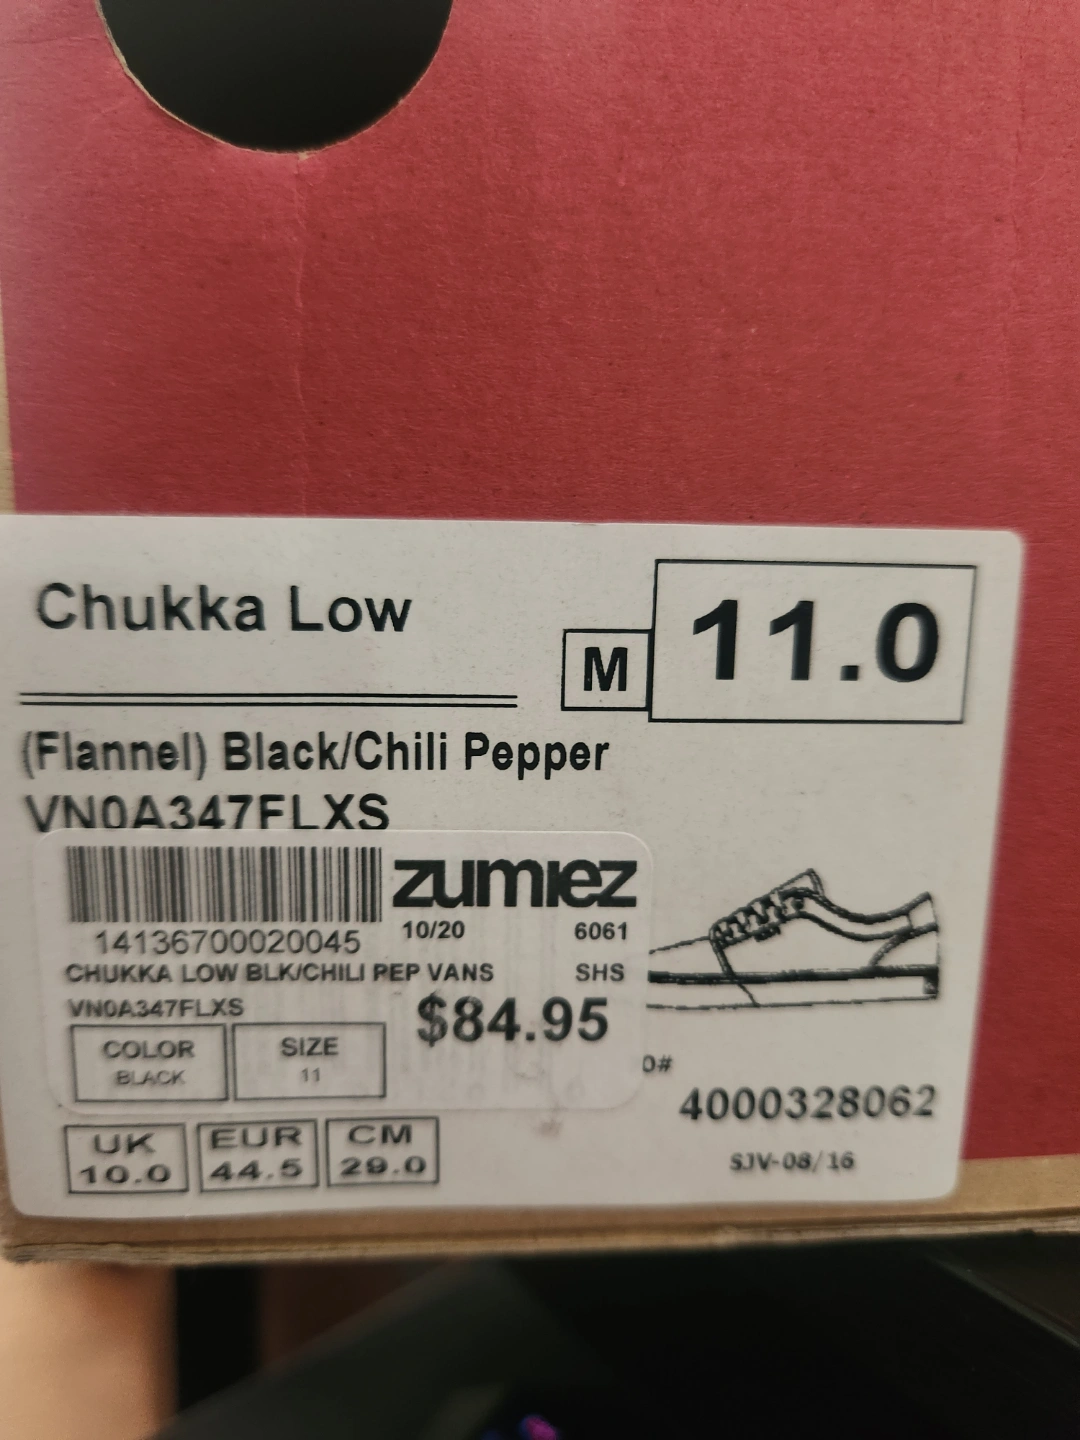 Chukka Low
M 11.0
(Flannel) Black/Chili Pepper
VN0A347FLXS
zumiez
14136700020045 10/20 6061
CHUKKA LOW BLK/CHILI PEP VANS SHS
VN0A347FLXS
$84.95
COLOR SIZE
BLACK 11
O#
4000328062
UK EUR CM
10.0 44.5 29.0
SJV-08/16